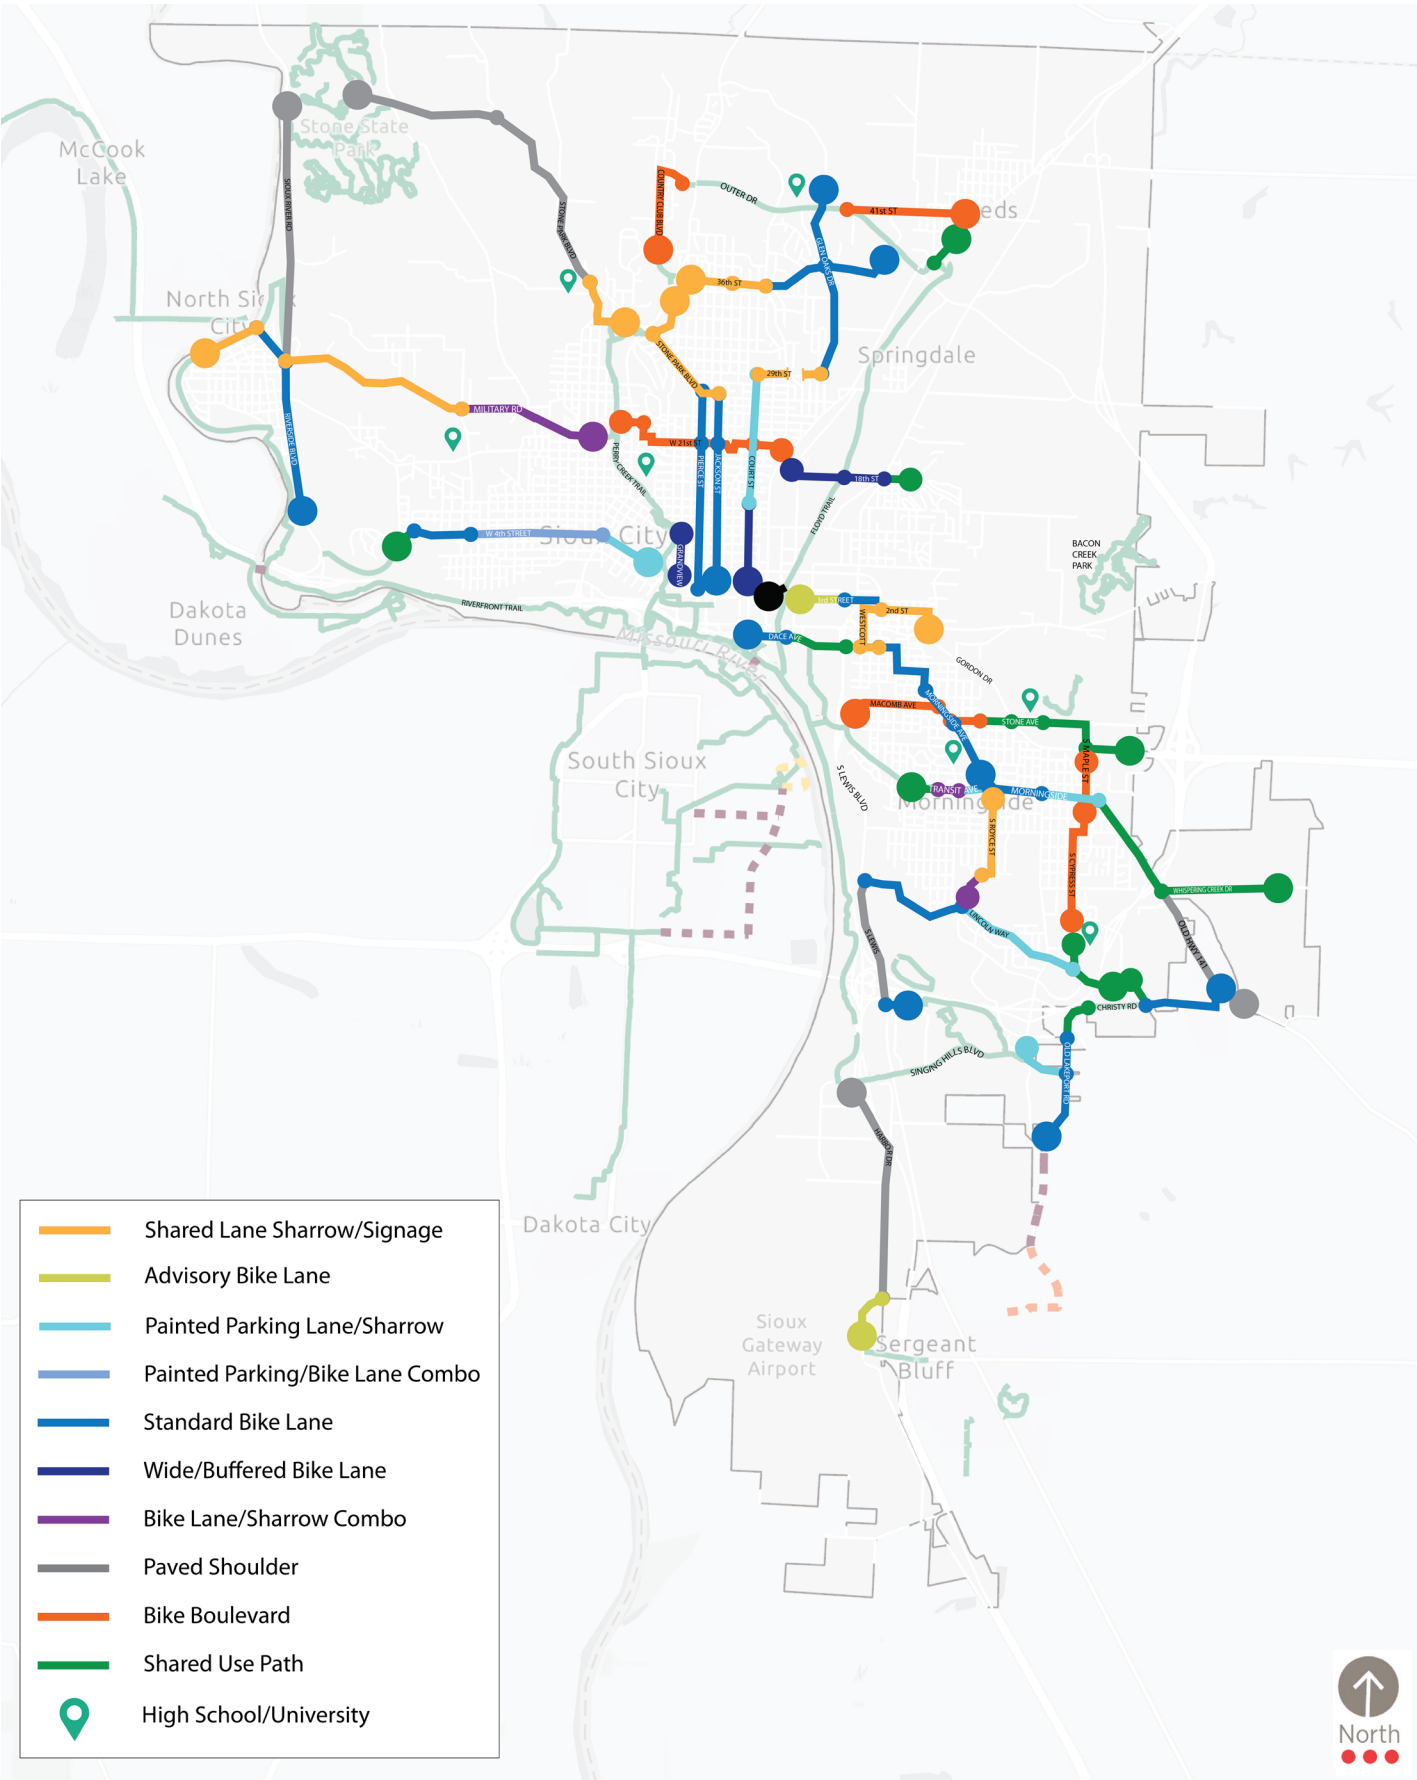 McCook
Lake
Stone State
Park
SIOUX RIVER RD
STONE PARK BLVD
COUNTRY CLUB BLVD
OUTER DR
41st ST
eds
GLEN OAKS DR
36th ST
North Sioux
City
Springdale
STONE PARK BLVD
29th ST
MILITARY RD
RIVERSIDE BLVD
W 21st ST
PERRY CREEK TRAIL
PIERCE ST
JACKSON ST
COURT ST
18th ST
FLOYD TRAIL
W 4th STREET
Sioux City
GRANDVIEW
BACON
CREEK
PARK
Dakota
Dunes
RIVERFRONT TRAIL
Missouri River
3rd STREET
2nd ST
WESTCOTT
DACE AVE
GORDON DR
MACOMB AVE
MORNINGSIDE AVE
STONE AVE
S MAPLE ST
South Sioux
City
S LEWIS BLVD
TRANSIT AVE
MORNINGSIDE
Morningside
S ROYCE ST
S CYPRESS ST
WHISPERING CREEK DR
LINCOLN WAY
OLD HWY 141
S LEWIS
CHRISTY RD
OLD LAKEPORT RD
SINGING HILLS BLVD
HARBOR DR
Dakota City
Sioux
Gateway
Airport
Sergeant
Bluff
Shared Lane Sharrow/Signage
Advisory Bike Lane
Painted Parking Lane/Sharrow
Painted Parking/Bike Lane Combo
Standard Bike Lane
Wide/Buffered Bike Lane
Bike Lane/Sharrow Combo
Paved Shoulder
Bike Boulevard
Shared Use Path
High School/University
North